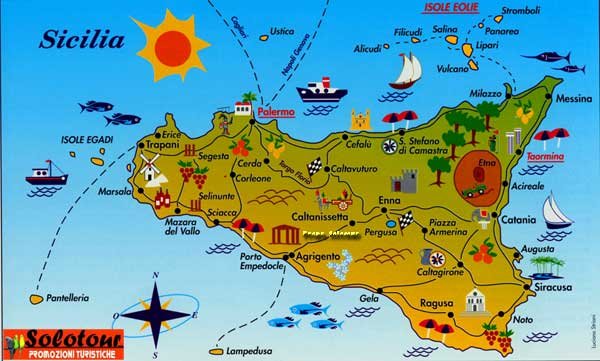 Sicilia
Cagliari
Ustica
Napoli Genova
ISOLE EOLIE
Stromboli
Filicudi
Salina
Panarea
Alicudi
Lipari
Vulcano
Milazzo
Messina
Palermo
ISOLE EGADI
Erice
Trapani
Segesta
Cerda
Targa Florio
Cefalù
S. Stefano
di Camastra
Taormina
Caltavuturo
Corleone
Etna
Acireale
Marsala
Selinunte
Enna
Mazara
del Vallo
Sciacca
Caltanissetta
Pergusa
Piazza
Armerina
Catania
Porto
Empedocle
Agrigento
Caltagirone
Augusta
Siracusa
Pantelleria
Gela
Ragusa
Noto
Lampedusa
N
O
E
S
Solotour
PROMOZIONI TURISTICHE
Luciano Striani